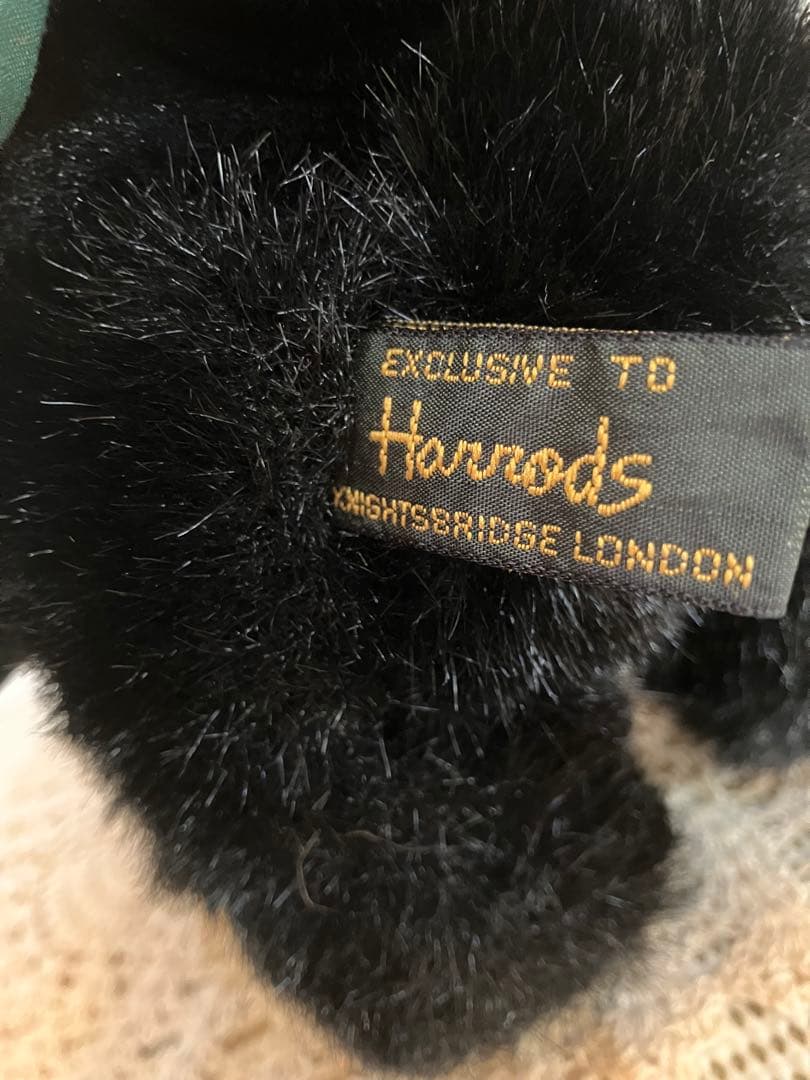 EXCLUSIVE TO
Harrods
KNIGHTSBRIDGE LONDON